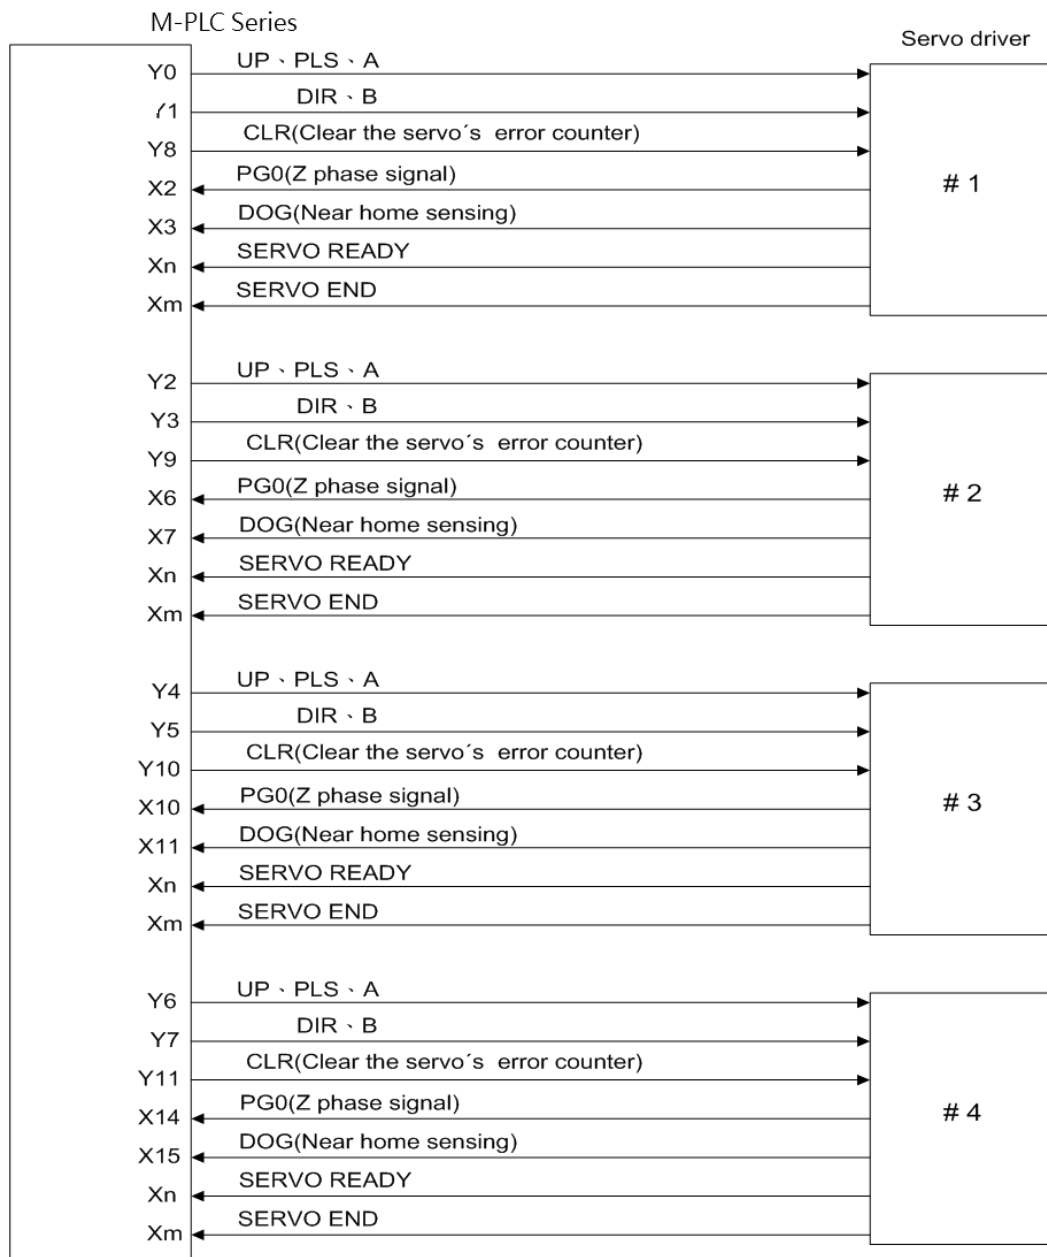 M-PLC Series
Servo driver
Y0 UP、PLS、A
Y1 DIR、B
Y8 CLR(Clear the servo´s error counter)
X2 PG0(Z phase signal)
X3 DOG(Near home sensing)
Xn SERVO READY
Xm SERVO END
# 1
Y2 UP、PLS、A
Y3 DIR、B
Y9 CLR(Clear the servo´s error counter)
X6 PG0(Z phase signal)
X7 DOG(Near home sensing)
Xn SERVO READY
Xm SERVO END
# 2
Y4 UP、PLS、A
Y5 DIR、B
Y10 CLR(Clear the servo´s error counter)
X10 PG0(Z phase signal)
X11 DOG(Near home sensing)
Xn SERVO READY
Xm SERVO END
# 3
Y6 UP、PLS、A
Y7 DIR、B
Y11 CLR(Clear the servo´s error counter)
X14 PG0(Z phase signal)
X15 DOG(Near home sensing)
Xn SERVO READY
Xm SERVO END
# 4